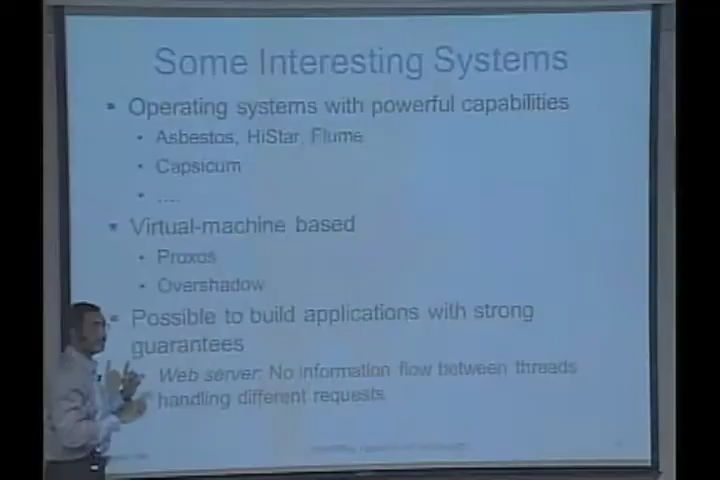 Some Interesting Systems
▪ Operating systems with powerful capabilities
• Asbestos, HiStar, Flume
• Capsicum
• ....
▪ Virtual-machine based
• Proxos
• Overshadow
▪ Possible to build applications with strong
guarantees
Web server: No information flow between threads
handling different requests